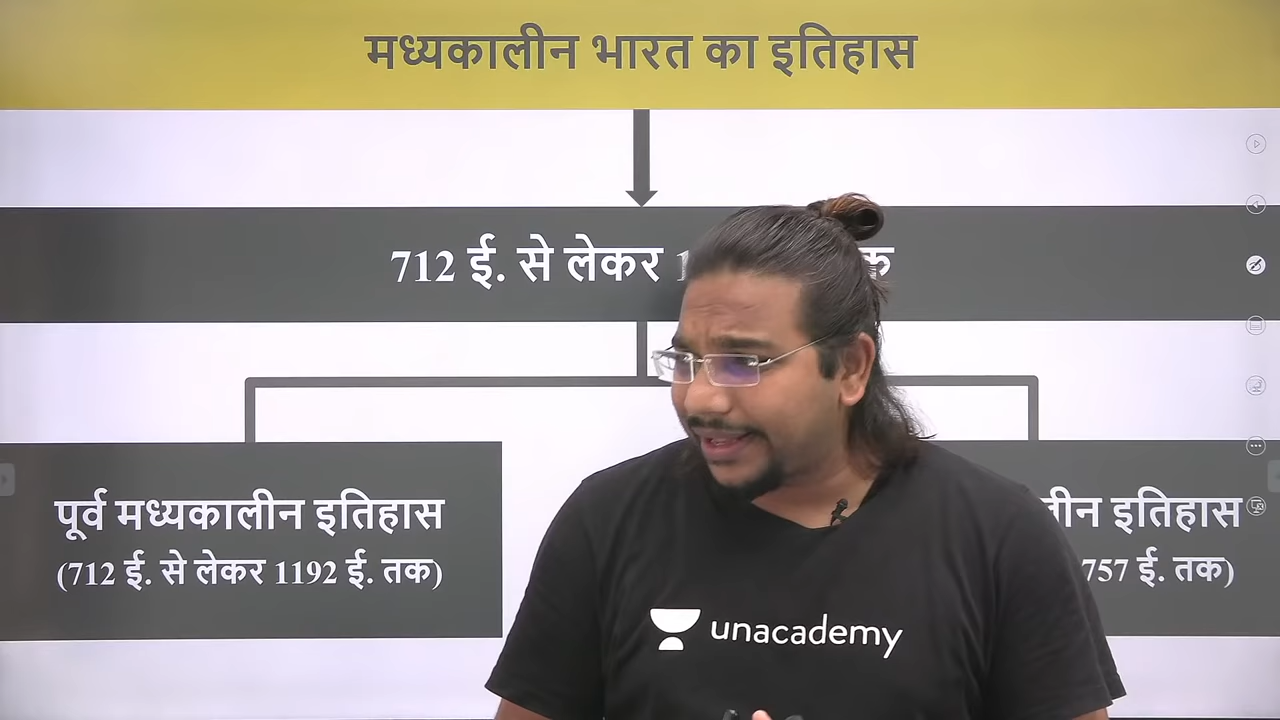 मध्यकालीन भारत का इतिहास
712 ई. से लेकर
पूर्व मध्यकालीन इतिहास
(712 ई. से लेकर 1192 ई. तक)
इतिहास
757 ई. तक)
unacademy